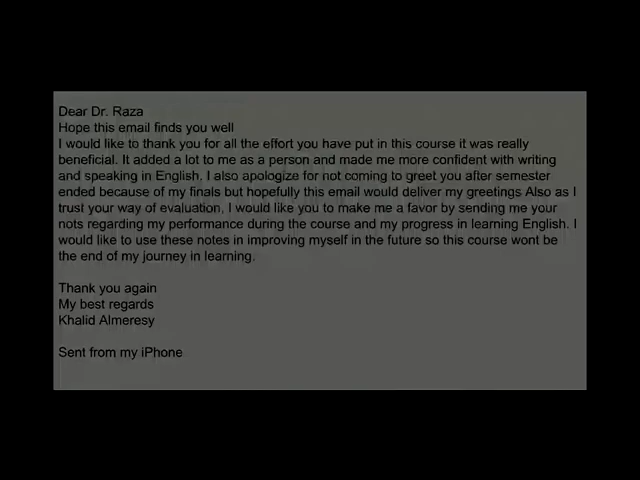 Dear Dr. Raza
Hope this email finds you well
I would like to thank you for all the effort you have put in this course it was really
beneficial. It added a lot to me as a person and made me more confident with writing
and speaking in English. I also apologize for not coming to greet you after semester
ended because of my finals but hopefully this email would deliver my greetings Also as I
trust your way of evaluation, I would like you to make me a favor by sending me your
nots regarding my performance during the course and my progress in learning English. I
would like to use these notes in improving myself in the future so this course wont be
the end of my journey in learning.
Thank you again
My best regards
Khalid Almeresy
Sent from my iPhone